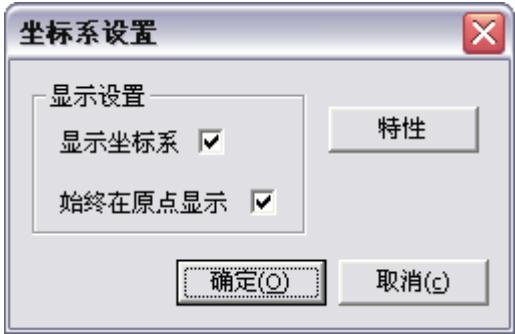 坐标系设置
显示设置
显示坐标系
特性
始终在原点显示
确定(O)
取消(c)